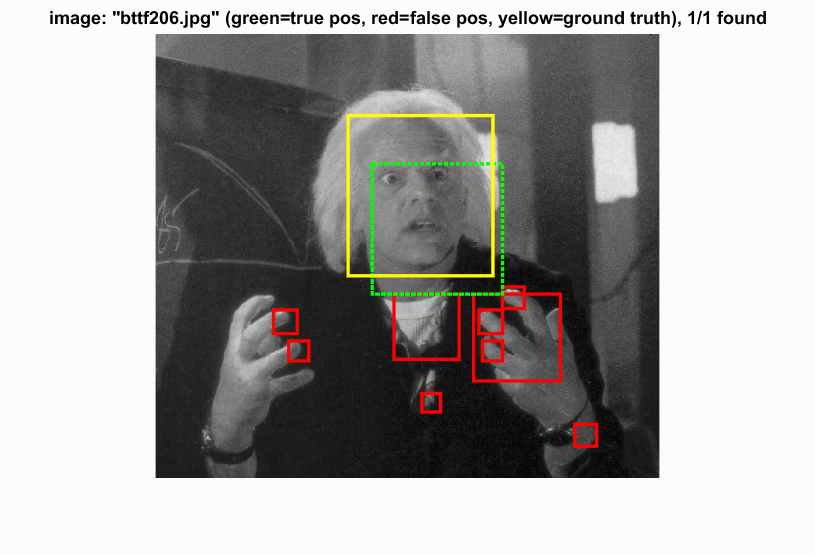 image: "bttf206.jpg" (green=true pos, red=false pos, yellow=ground truth), 1/1 found